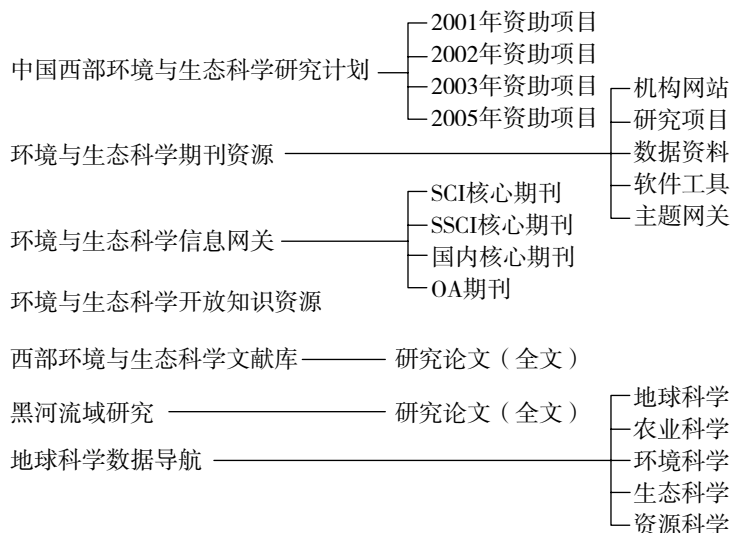 中国西部环境与生态科学研究计划
2001年资助项目
2002年资助项目
2003年资助项目
2005年资助项目
环境与生态科学期刊资源
机构网站
研究项目
数据资料
软件工具
主题网关
环境与生态科学信息网关
SCI核心期刊
SSCI核心期刊
国内核心期刊
OA期刊
环境与生态科学开放知识资源
西部环境与生态科学文献库
研究论文（全文）
黑河流域研究
研究论文（全文）
地球科学数据导航
地球科学
农业科学
环境科学
生态科学
资源科学